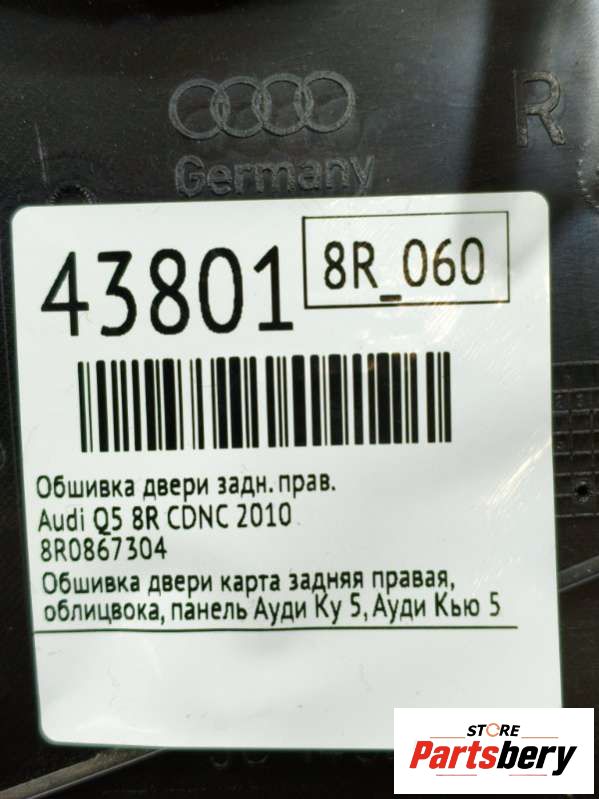 R
Germany
43801
8R_060
Обшивка двери задн. прав.
Audi Q5 8R CDNC 2010
8R0867304
Обшивка двери карта задняя правая,
облицвока, панель Ауди Ку 5, Ауди Кью 5
STORE
Partsbery